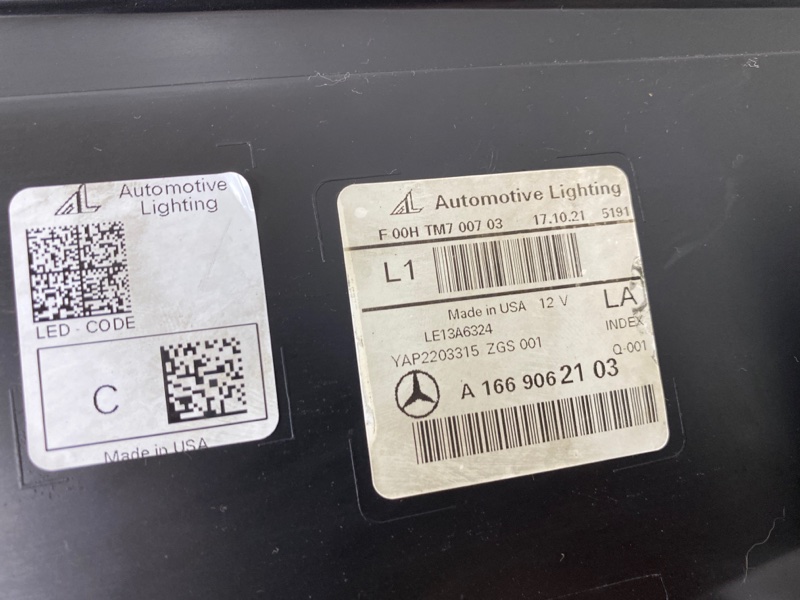 Automotive
Lighting
LED - CODE
C
Made in USA
Automotive Lighting
F 00H TM7 007 03 17.10.21 5191
L1
Made in USA 12 V LA
LE13A6324 INDEX
YAP2203315 ZGS 001 Q-001
A 166 906 21 03